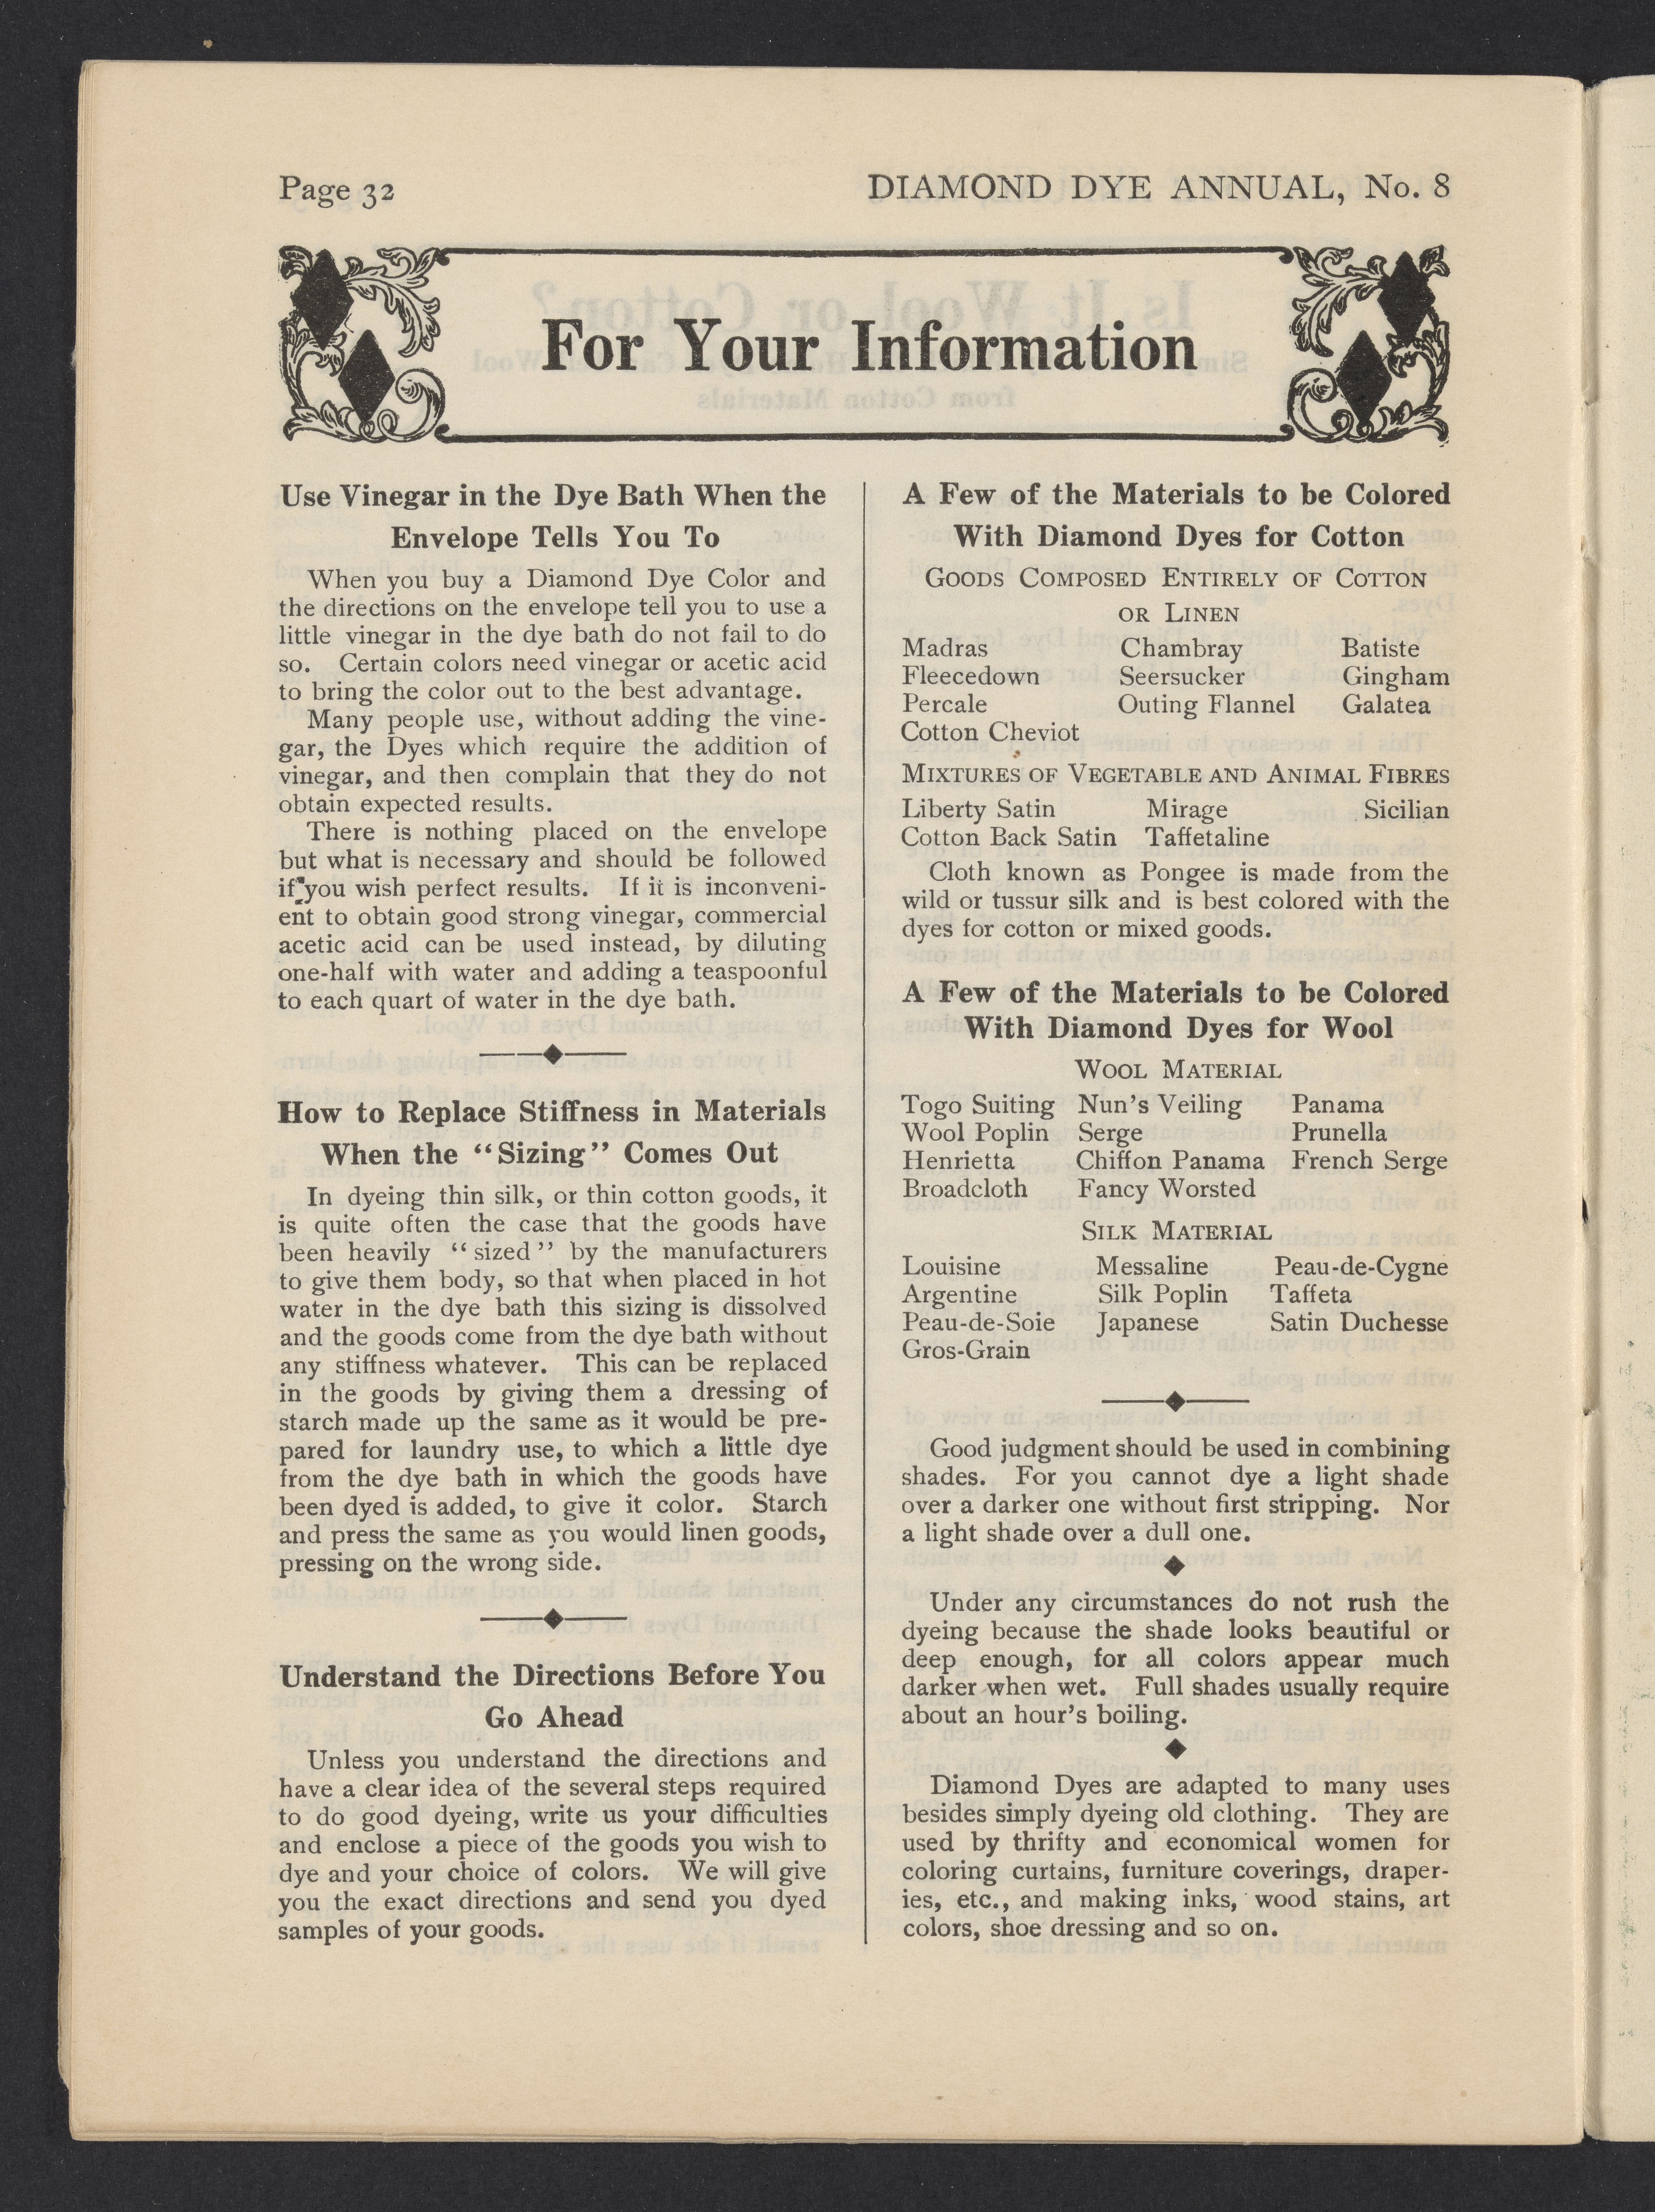 Page 32
DIAMOND DYE ANNUAL, No. 8
For Your Information
Use Vinegar in the Dye Bath When the
Envelope Tells You To
When you buy a Diamond Dye Color and
the directions on the envelope tell you to use a
little vinegar in the dye bath do not fail to do
so. Certain colors need vinegar or acetic acid
to bring the color out to the best advantage.
Many people use, without adding the vine-
gar, the Dyes which require the addition of
vinegar, and then complain that they do not
obtain expected results.
There is nothing placed on the envelope
but what is necessary and should be followed
if you wish perfect results. If it is inconveni-
ent to obtain good strong vinegar, commercial
acetic acid can be used instead, by diluting
one-half with water and adding a teaspoonful
to each quart of water in the dye bath.
How to Replace Stiffness in Materials
When the "Sizing" Comes Out
In dyeing thin silk, or thin cotton goods, it
is quite often the case that the goods have
been heavily "sized" by the manufacturers
to give them body, so that when placed in hot
water in the dye bath this sizing is dissolved
and the goods come from the dye bath without
any stiffness whatever. This can be replaced
in the goods by giving them a dressing of
starch made up the same as it would be pre-
pared for laundry use, to which a little dye
from the dye bath in which the goods have
been dyed is added, to give it color. Starch
and press the same as you would linen goods,
pressing on the wrong side.
Understand the Directions Before You
Go Ahead
Unless you understand the directions and
have a clear idea of the several steps required
to do good dyeing, write us your difficulties
and enclose a piece of the goods you wish to
dye and your choice of colors. We will give
you the exact directions and send you dyed
samples of your goods.
A Few of the Materials to be Colored
With Diamond Dyes for Cotton
GOODS COMPOSED ENTIRELY OF COTTON
OR LINEN
Madras Chambray Batiste
Fleecedown Seersucker Gingham
Percale Outing Flannel Galatea
Cotton Cheviot
MIXTURES OF VEGETABLE AND ANIMAL FIBRES
Liberty Satin Mirage Sicilian
Cotton Back Satin Taffetaline
Cloth known as Pongee is made from the
wild or tussur silk and is best colored with the
dyes for cotton or mixed goods.
A Few of the Materials to be Colored
With Diamond Dyes for Wool
WOOL MATERIAL
Togo Suiting Nun's Veiling Panama
Wool Poplin Serge Prunella
Henrietta Chiffon Panama French Serge
Broadcloth Fancy Worsted
SILK MATERIAL
Louisine Messaline Peau-de-Cygne
Argentine Silk Poplin Taffeta
Peau-de-Soie Japanese Satin Duchesse
Gros-Grain
Good judgment should be used in combining
shades. For you cannot dye a light shade
over a darker one without first stripping. Nor
a light shade over a dull one.
Under any circumstances do not rush the
dyeing because the shade looks beautiful or
deep enough, for all colors appear much
darker when wet. Full shades usually require
about an hour's boiling.
Diamond Dyes are adapted to many uses
besides simply dyeing old clothing. They are
used by thrifty and economical women for
coloring curtains, furniture coverings, draper-
ies, etc., and making inks, wood stains, art
colors, shoe dressing and so on.